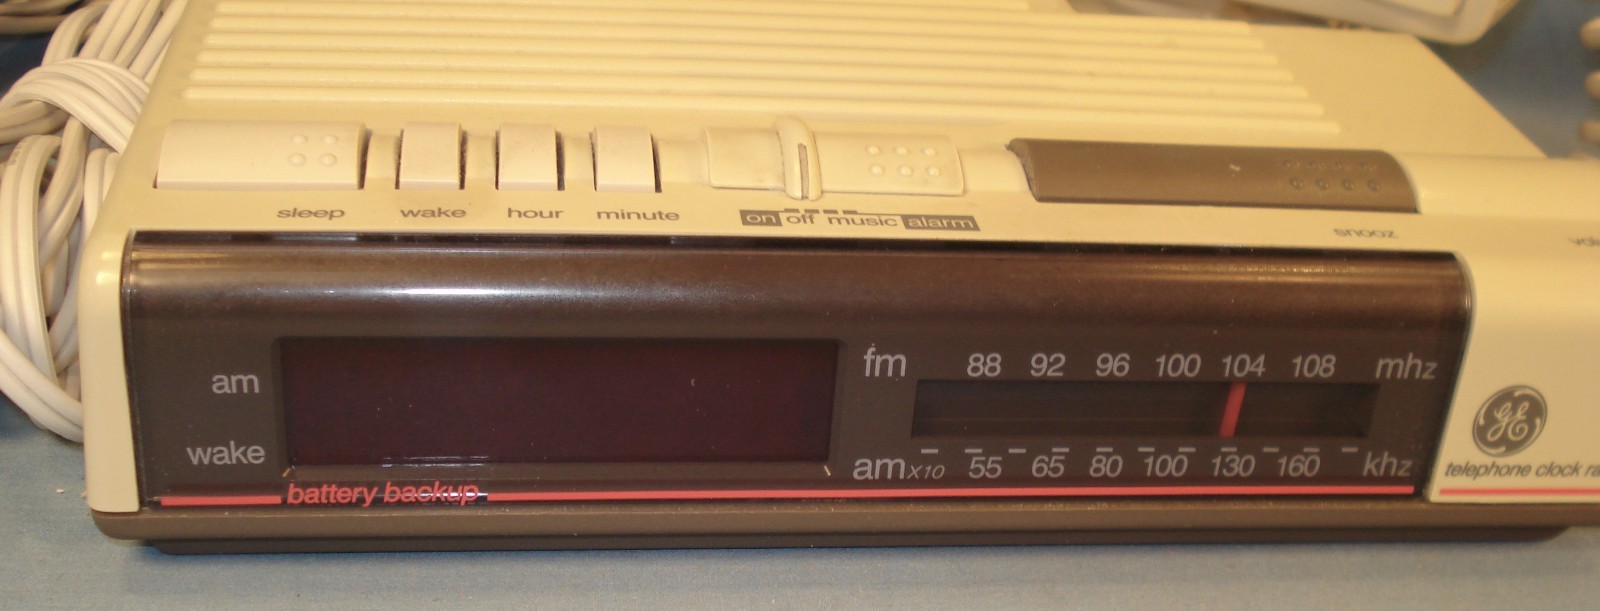 sleep wake hour minute on off music alarm
snooz
fm 88 92 96 100 104 108 mhz
am
wake
amx10 55 65 80 100 130 160 khz
battery backup
GE
telephone clock